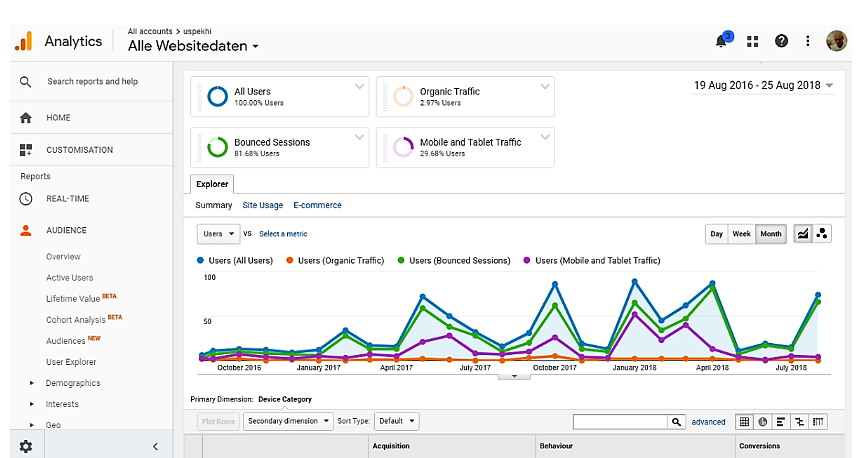 All accounts > uspekhi
Analytics
Alle Websitedaten
3
Search reports and help
HOME
CUSTOMISATION
Reports
REAL-TIME
AUDIENCE
Overview
Active Users
Lifetime Value BETA
Cohort Analysis BETA
Audiences NEW
User Explorer
Demographics
Interests
Geo
All Users
100.00% Users
Organic Traffic
2.97% Users
19 Aug 2016 - 25 Aug 2018
Bounced Sessions
81.68% Users
Mobile and Tablet Traffic
29.68% Users
Explorer
Summary Site Usage E-commerce
Users VS Select a metric
Day Week Month
Users (All Users) Users (Organic Traffic) Users (Bounced Sessions) Users (Mobile and Tablet Traffic)
100
50
October 2016 January 2017 April 2017 July 2017 October 2017 January 2018 April 2018 July 2018
Primary Dimension: Device Category
Plot Rows Secondary dimension Sort Type: Default advanced
Acquisition Behaviour Conversions